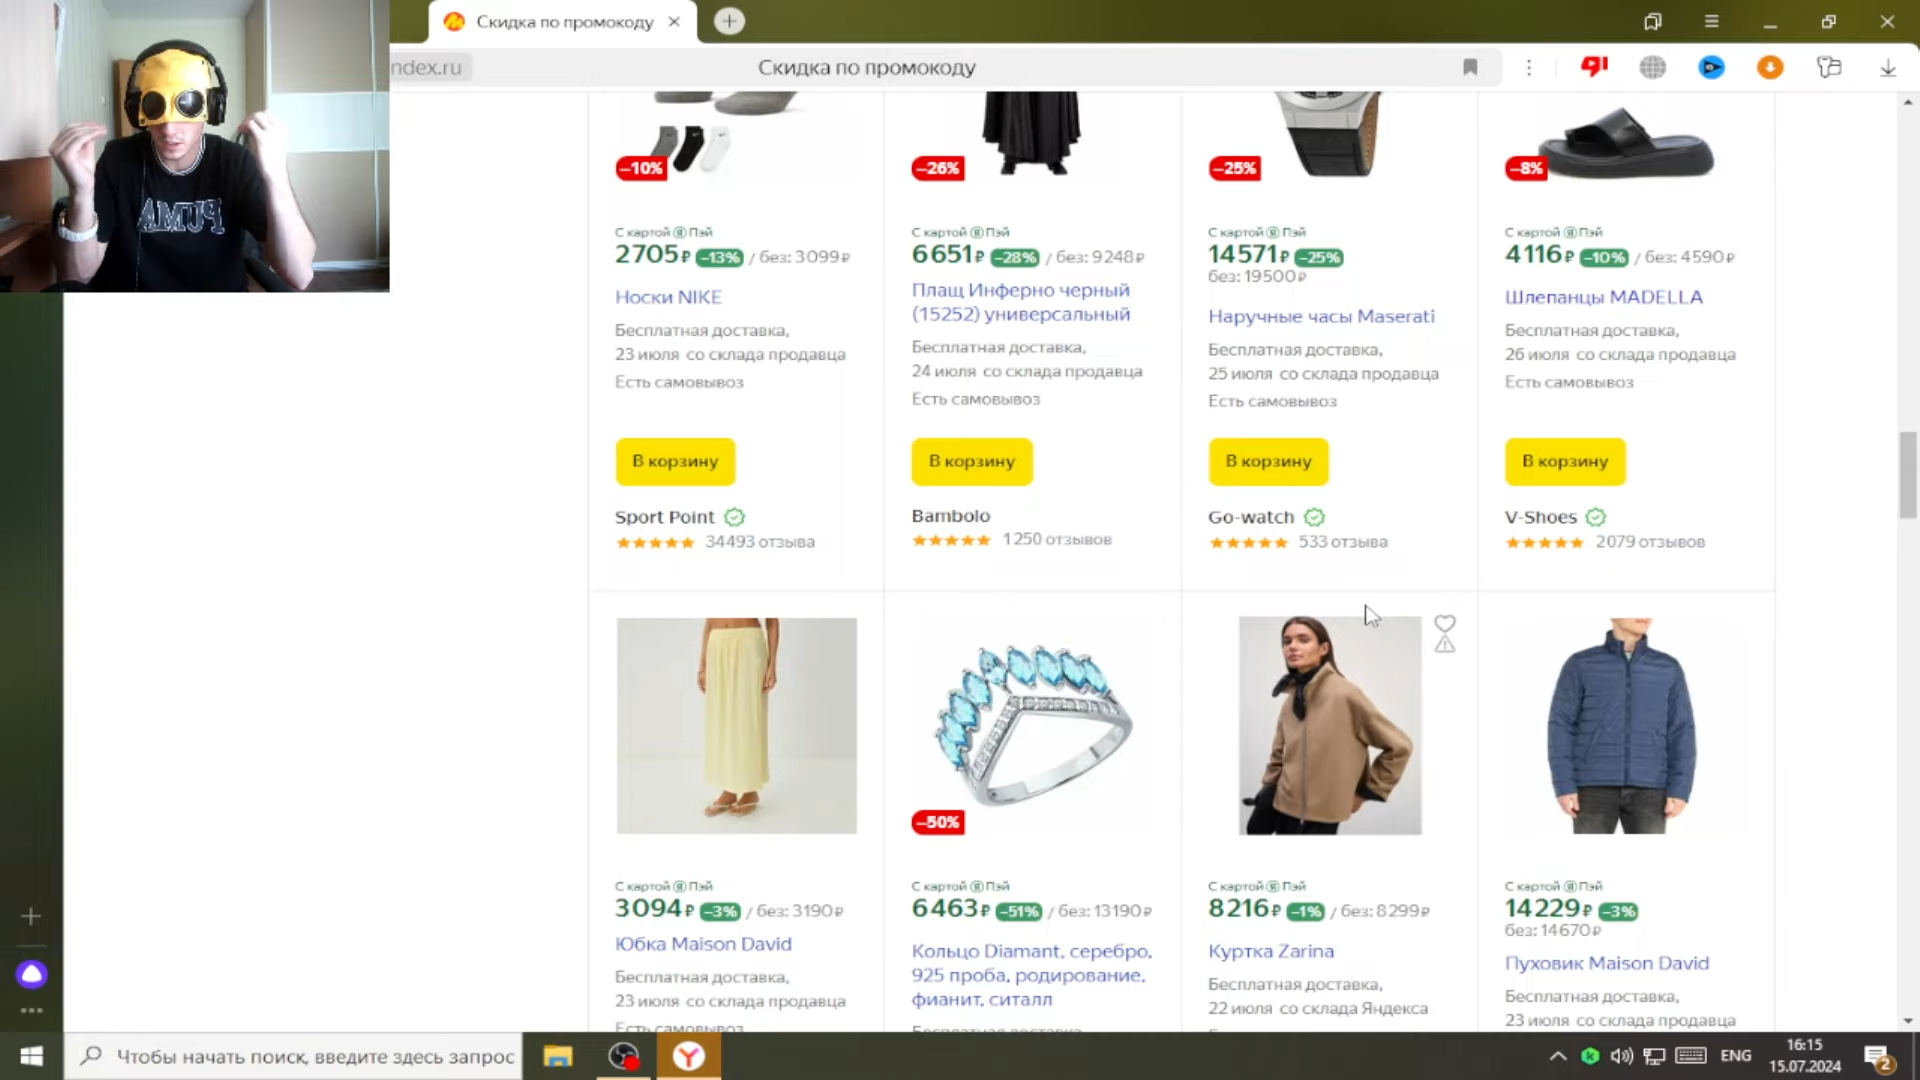 Скидка по промокоду
ndex.ru
Скидка по промокоду
PUMA
–10%
–26%
–25%
–8%
С картой Я Пэй
2705₽ –13% / без: 3099₽
Носки NIKE
Бесплатная доставка,
23 июля со склада продавца
Есть самовывоз
В корзину
Sport Point
34493 отзыва
С картой Я Пэй
6651₽ –28% / без: 9248₽
Плащ Инферно черный
(15252) универсальный
Бесплатная доставка,
24 июля со склада продавца
Есть самовывоз
В корзину
Bambolo
1250 отзывов
С картой Я Пэй
14571₽ –25%
без: 19500₽
Наручные часы Maserati
Бесплатная доставка,
25 июля со склада продавца
Есть самовывоз
В корзину
Go-watch
533 отзыва
С картой Я Пэй
4116₽ –10% / без: 4590₽
Шлепанцы MADELLA
Бесплатная доставка,
26 июля со склада продавца
Есть самовывоз
В корзину
V-Shoes
2079 отзывов
–50%
С картой Я Пэй
3094₽ –3% / без: 3190₽
Юбка Maison David
Бесплатная доставка,
23 июля со склада продавца
Есть самовывоз
С картой Я Пэй
6463₽ –51% / без: 13190₽
Кольцо Diamant, серебро,
925 проба, родирование,
фианит, ситалл
Бесплатная доставка
С картой Я Пэй
8216₽ –1% / без: 8299₽
Куртка Zarina
Бесплатная доставка,
22 июля со склада Яндекса
С картой Я Пэй
14229₽ –3%
без: 14670₽
Пуховик Maison David
Бесплатная доставка,
23 июля со склада продавца
Чтобы начать поиск, введите здесь запрос
ENG
16:15
15.07.2024
2